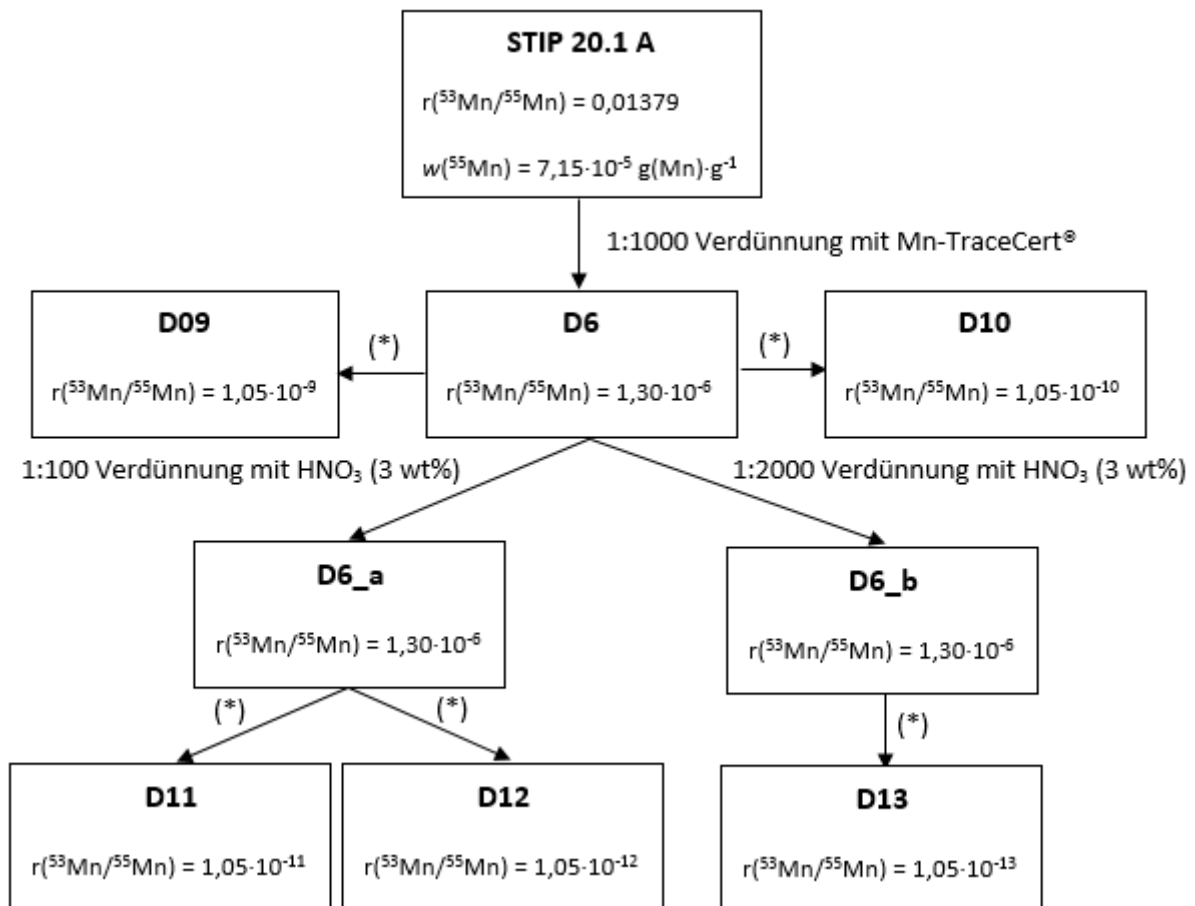 STIP 20.1 A
r(⁵³Mn/⁵⁵Mn) = 0,01379
w(⁵⁵Mn) = 7,15·10⁻⁵ g(Mn)·g⁻¹
1:1000 Verdünnung mit Mn-TraceCert®
D09
(*)
D6
(*)
D10
r(⁵³Mn/⁵⁵Mn) = 1,05·10⁻⁹
r(⁵³Mn/⁵⁵Mn) = 1,30·10⁻⁶
r(⁵³Mn/⁵⁵Mn) = 1,05·10⁻¹⁰
1:100 Verdünnung mit HNO₃ (3 wt%)
1:2000 Verdünnung mit HNO₃ (3 wt%)
D6_a
D6_b
r(⁵³Mn/⁵⁵Mn) = 1,30·10⁻⁶
r(⁵³Mn/⁵⁵Mn) = 1,30·10⁻⁶
(*)
(*)
(*)
D11
D12
D13
r(⁵³Mn/⁵⁵Mn) = 1,05·10⁻¹¹
r(⁵³Mn/⁵⁵Mn) = 1,05·10⁻¹²
r(⁵³Mn/⁵⁵Mn) = 1,05·10⁻¹³